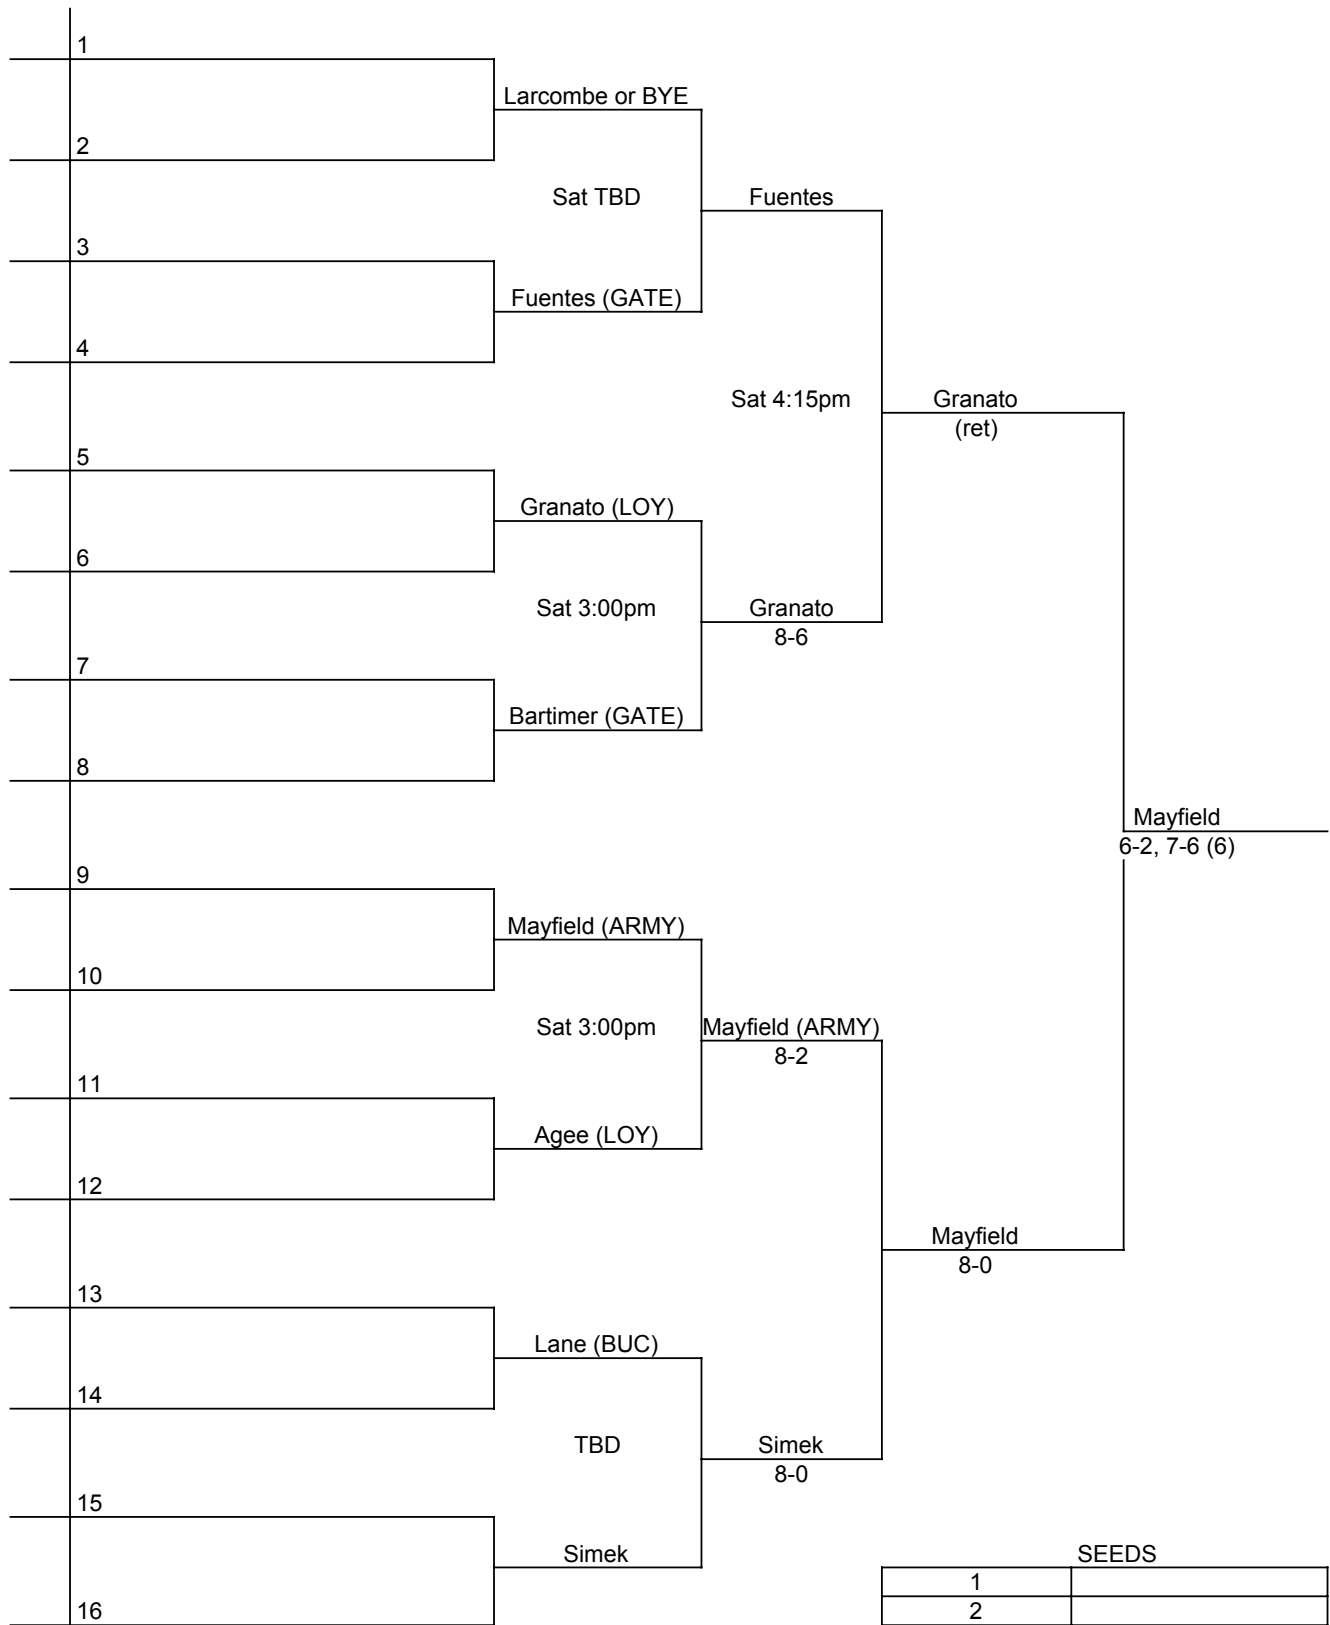 1
Larcombe or BYE
2
Sat TBD
Fuentes
3
Fuentes (GATE)
4
Sat 4:15pm
Granato
(ret)
5
Granato (LOY)
6
Sat 3:00pm
Granato
8-6
7
Bartimer (GATE)
8
Mayfield
6-2, 7-6 (6)
9
Mayfield (ARMY)
10
Sat 3:00pm
Mayfield (ARMY)
8-2
11
Agee (LOY)
12
Mayfield
8-0
13
Lane (BUC)
14
TBD
Simek
8-0
15
Simek
SEEDS
1
16
2